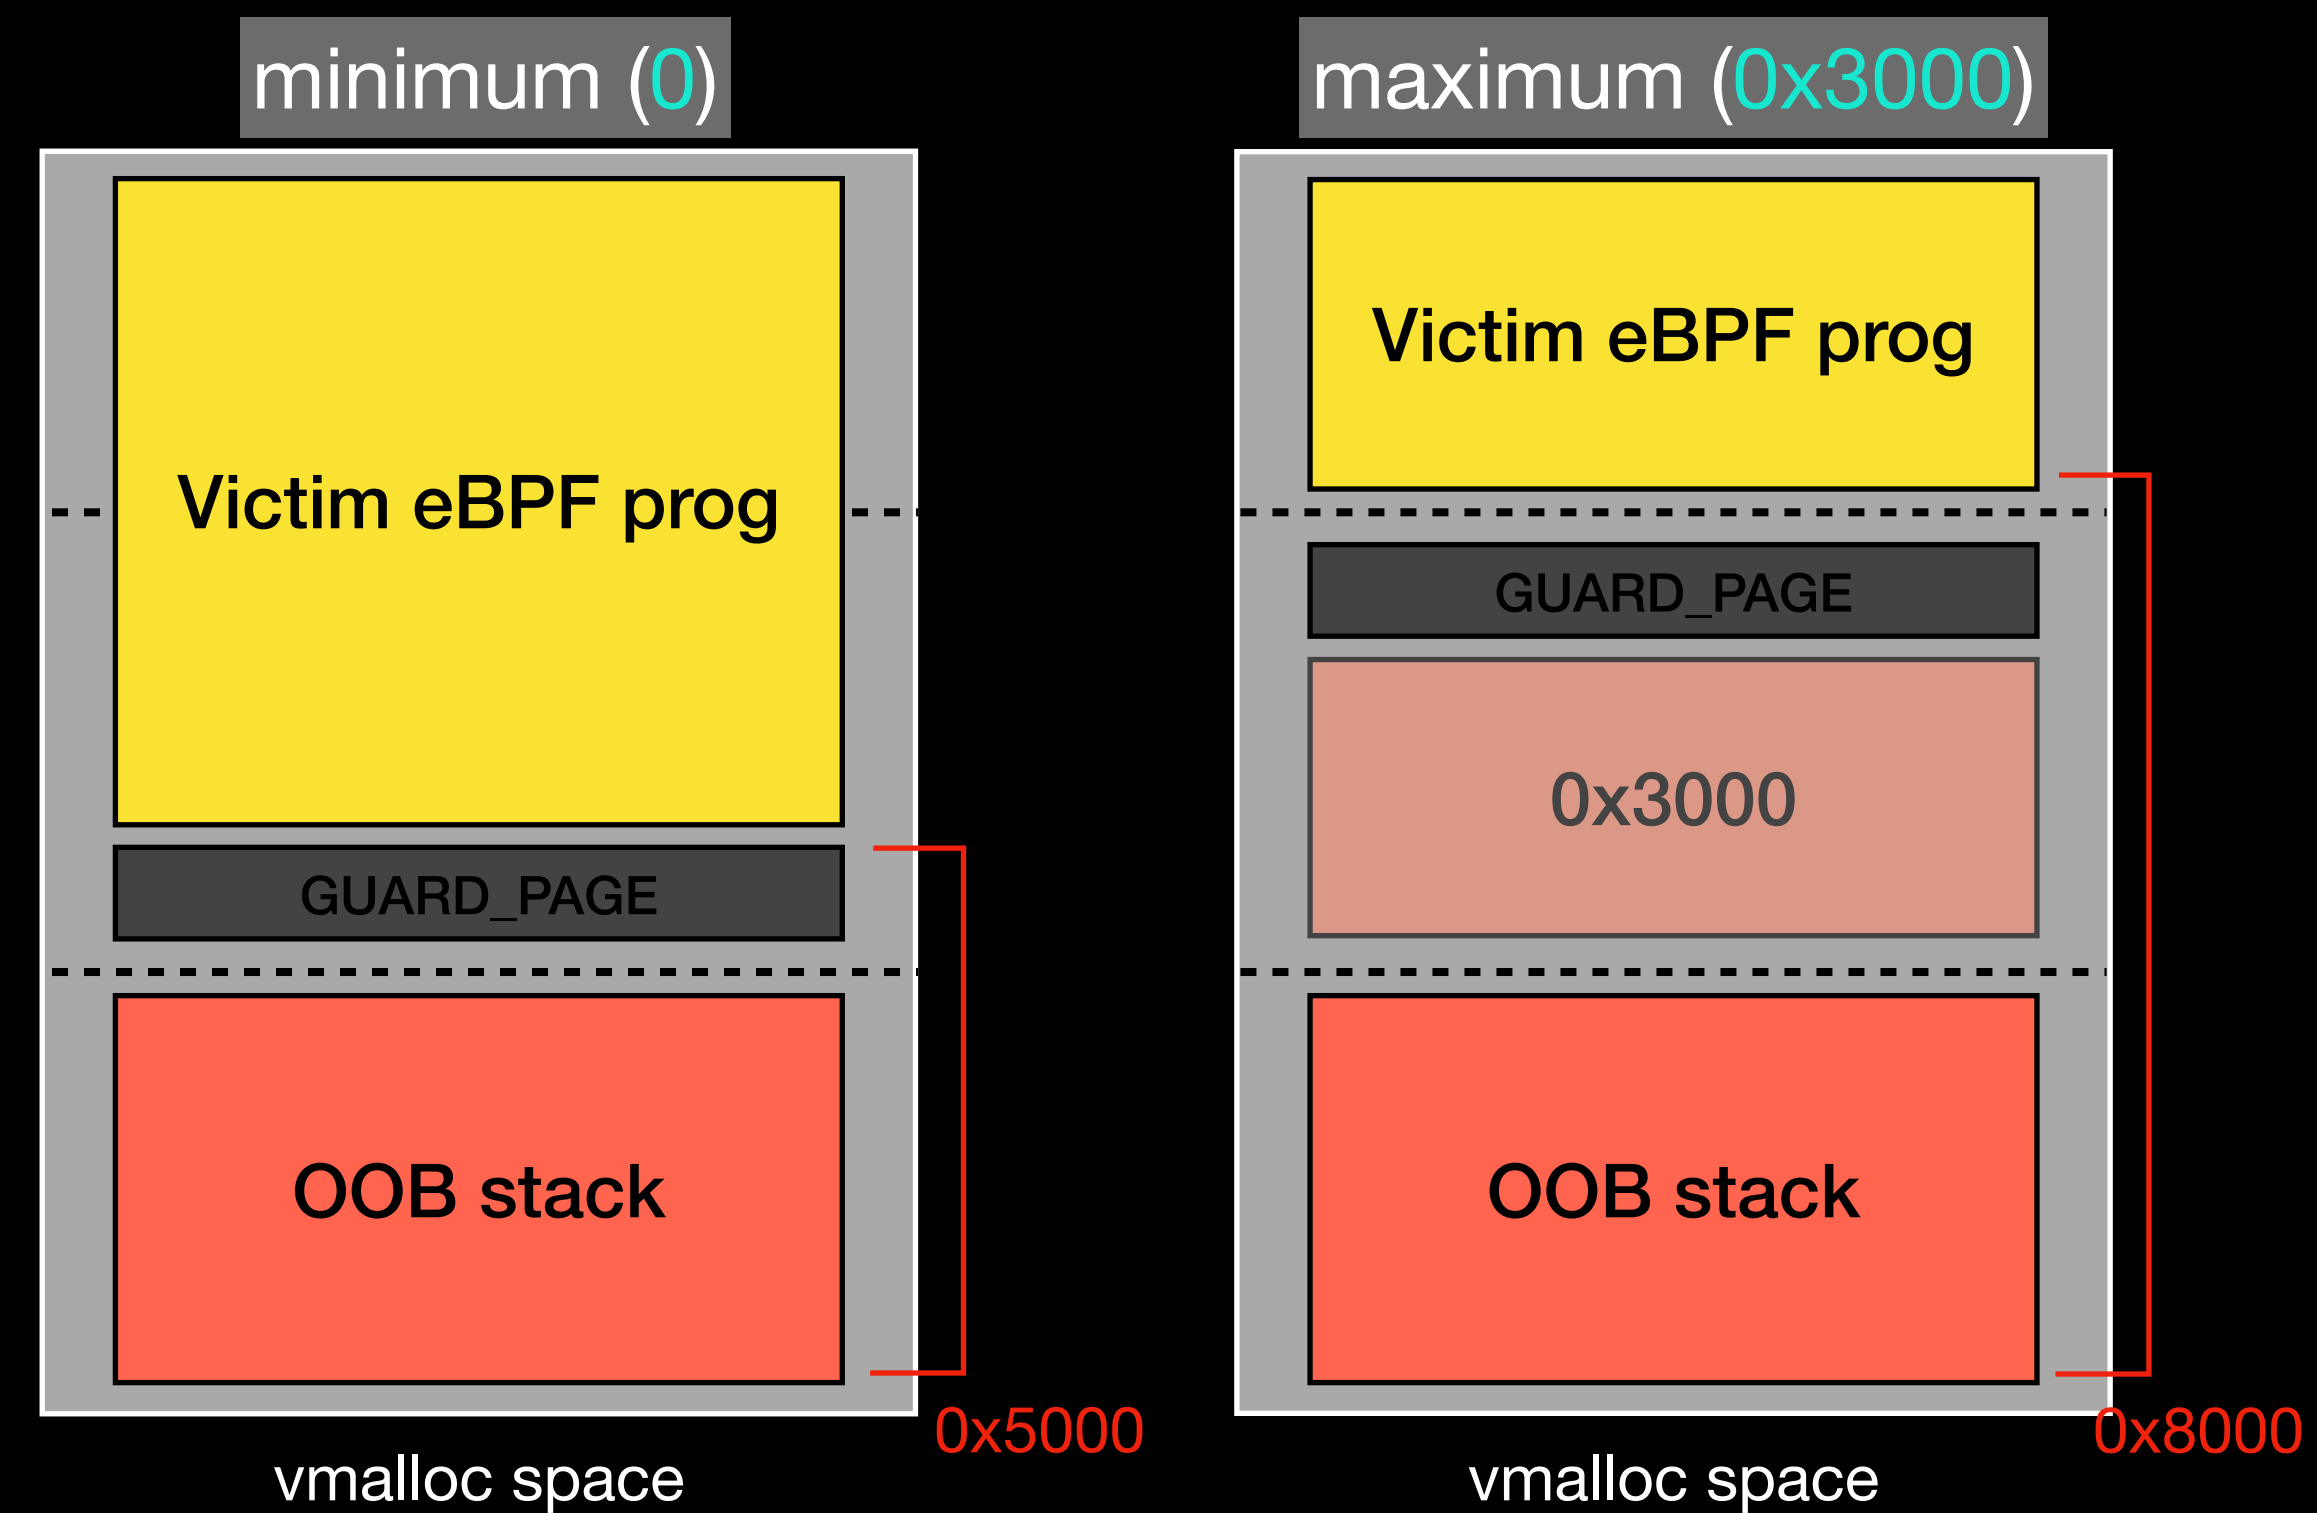 minimum (0)
Victim eBPF prog
GUARD_PAGE
OOB stack
0x5000
vmalloc space
maximum (0x3000)
Victim eBPF prog
GUARD_PAGE
0x3000
OOB stack
0x8000
vmalloc space